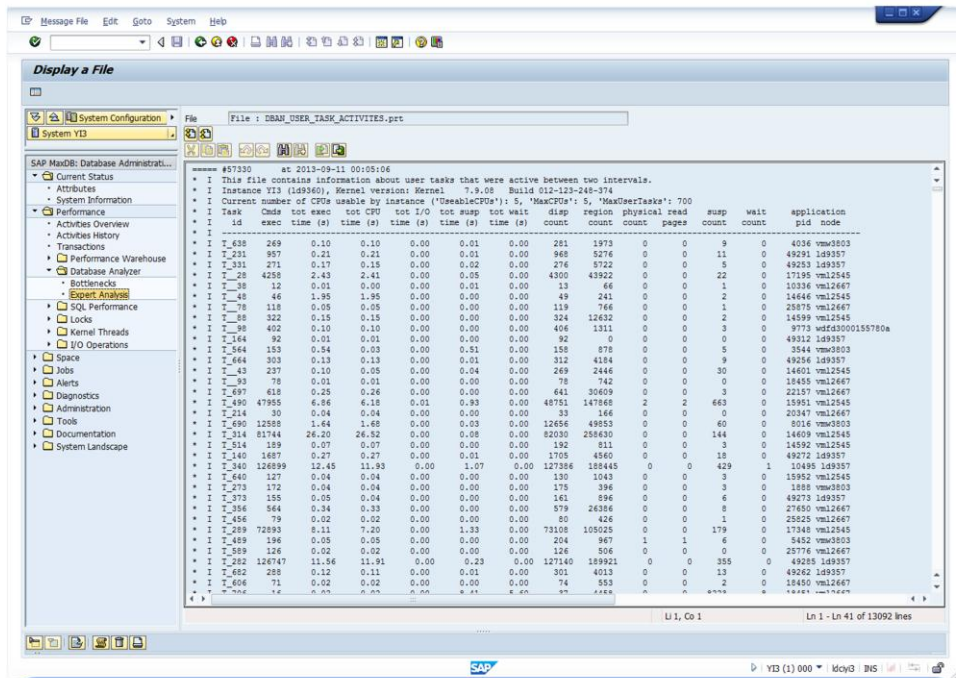 Message File Edit Goto System Help
Display a File
System Configuration
System YI3
SAP MaxDB: Database Administrati...
Current Status
Attributes
System Information
Performance
Activities Overview
Activities History
Transactions
Performance Warehouse
Database Analyzer
Bottlenecks
Expert Analysis
SQL Performance
Locks
Kernel Threads
I/O Operations
Space
Jobs
Alerts
Diagnostics
Administration
Tools
Documentation
System Landscape
File File : DBAN_USER_TASK_ACTIVITES.prt
===== #57330 at 2013-09-11 00:05:06
* I This file contains information about user tasks that were active between two intervals.
* I Instance YI3 (ld9360), Kernel version: Kernel 7.9.08 Build 012-123-248-374
* I Current number of CPUs usable by instance ('UseableCPUs'): 5, 'MaxCPUs': 5, 'MaxUserTasks': 700
* I Task Cmds tot exec tot CPU tot I/O tot susp tot wait disp region physical read susp wait application
* I id exec time (s) time (s) time (s) time (s) time (s) count count count pages count count pid node
* I ----------
* I T_638 269 0.10 0.10 0.00 0.01 0.00 281 1973 0 0 9 0 4036 vmw3803
* I T_231 957 0.21 0.21 0.00 0.01 0.00 968 5276 0 0 11 0 49291 ld9357
* I T_331 271 0.17 0.15 0.00 0.02 0.00 276 5722 0 0 5 0 49253 ld9357
* I T__28 4258 2.43 2.41 0.00 0.05 0.00 4300 43922 0 0 22 0 17195 vml2545
* I T__38 12 0.01 0.00 0.00 0.01 0.00 13 66 0 0 1 0 10336 vml2667
* I T__48 46 1.95 1.95 0.00 0.00 0.00 49 241 0 0 2 0 14646 vml2545
* I T__78 118 0.05 0.05 0.00 0.00 0.00 119 766 0 0 1 0 25875 vml2667
* I T__88 322 0.15 0.15 0.00 0.00 0.00 324 12632 0 0 2 0 14599 vml2545
* I T__98 402 0.10 0.10 0.00 0.00 0.00 406 1311 0 0 3 0 9773 wdfd3000155780a
* I T_164 92 0.01 0.01 0.00 0.00 0.00 92 0 0 0 0 0 49312 ld9357
* I T_564 153 0.54 0.03 0.00 0.51 0.00 158 878 0 0 5 0 3544 vmw3803
* I T_664 303 0.13 0.13 0.00 0.01 0.00 312 4184 0 0 9 0 49256 ld9357
* I T__43 237 0.10 0.05 0.00 0.04 0.00 269 2446 0 0 30 0 14601 vml2545
* I T__93 78 0.01 0.01 0.00 0.00 0.00 78 742 0 0 0 0 18455 vml2667
* I T_697 618 0.25 0.26 0.00 0.00 0.00 641 30609 0 0 3 0 22157 vml2667
* I T_490 47955 6.86 6.18 0.01 0.93 0.00 48751 147868 2 2 663 0 15951 vml2545
* I T_214 30 0.04 0.04 0.00 0.00 0.00 33 166 0 0 0 0 20347 vml2667
* I T_690 12588 1.64 1.68 0.00 0.03 0.00 12656 49853 0 0 60 0 8016 vmw3803
* I T_314 81744 26.20 26.52 0.00 0.08 0.00 82030 258630 0 0 144 0 14609 vml2545
* I T_514 189 0.07 0.07 0.00 0.00 0.00 192 811 0 0 3 0 14592 vml2545
* I T_140 1687 0.27 0.27 0.00 0.01 0.00 1705 4560 0 0 18 0 49272 ld9357
* I T_340 126899 12.45 11.93 0.00 1.07 0.00 127386 188445 0 0 429 1 10495 ld9357
* I T_640 127 0.04 0.04 0.00 0.00 0.00 130 1043 0 0 3 0 15952 vml2545
* I T_273 172 0.04 0.04 0.00 0.00 0.00 175 396 0 0 3 0 1888 vmw3803
* I T_373 155 0.05 0.04 0.00 0.00 0.00 161 896 0 0 6 0 49273 ld9357
* I T_356 564 0.34 0.33 0.00 0.00 0.00 579 26386 0 0 8 0 27650 vml2667
* I T_456 79 0.02 0.02 0.00 0.00 0.00 80 426 0 0 1 0 25825 vml2667
* I T_289 72893 8.11 7.20 0.00 1.33 0.00 73108 105025 0 0 179 0 17348 vml2545
* I T_489 196 0.05 0.05 0.00 0.00 0.00 204 967 1 1 6 0 5452 vmw3803
* I T_589 126 0.02 0.02 0.00 0.00 0.00 126 506 0 0 0 0 25776 vml2667
* I T_282 126747 11.56 11.91 0.00 0.23 0.00 127140 189921 0 0 355 0 49285 ld9357
* I T_682 288 0.12 0.11 0.00 0.01 0.00 301 4013 0 0 13 0 49262 ld9357
* I T_606 71 0.02 0.02 0.00 0.00 0.00 74 553 0 0 2 0 18450 vml2667
Li 1, Co 1 Ln 1 - Ln 41 of 13092 lines
SAP
YI3 (1) 000 ldciyi3 INS